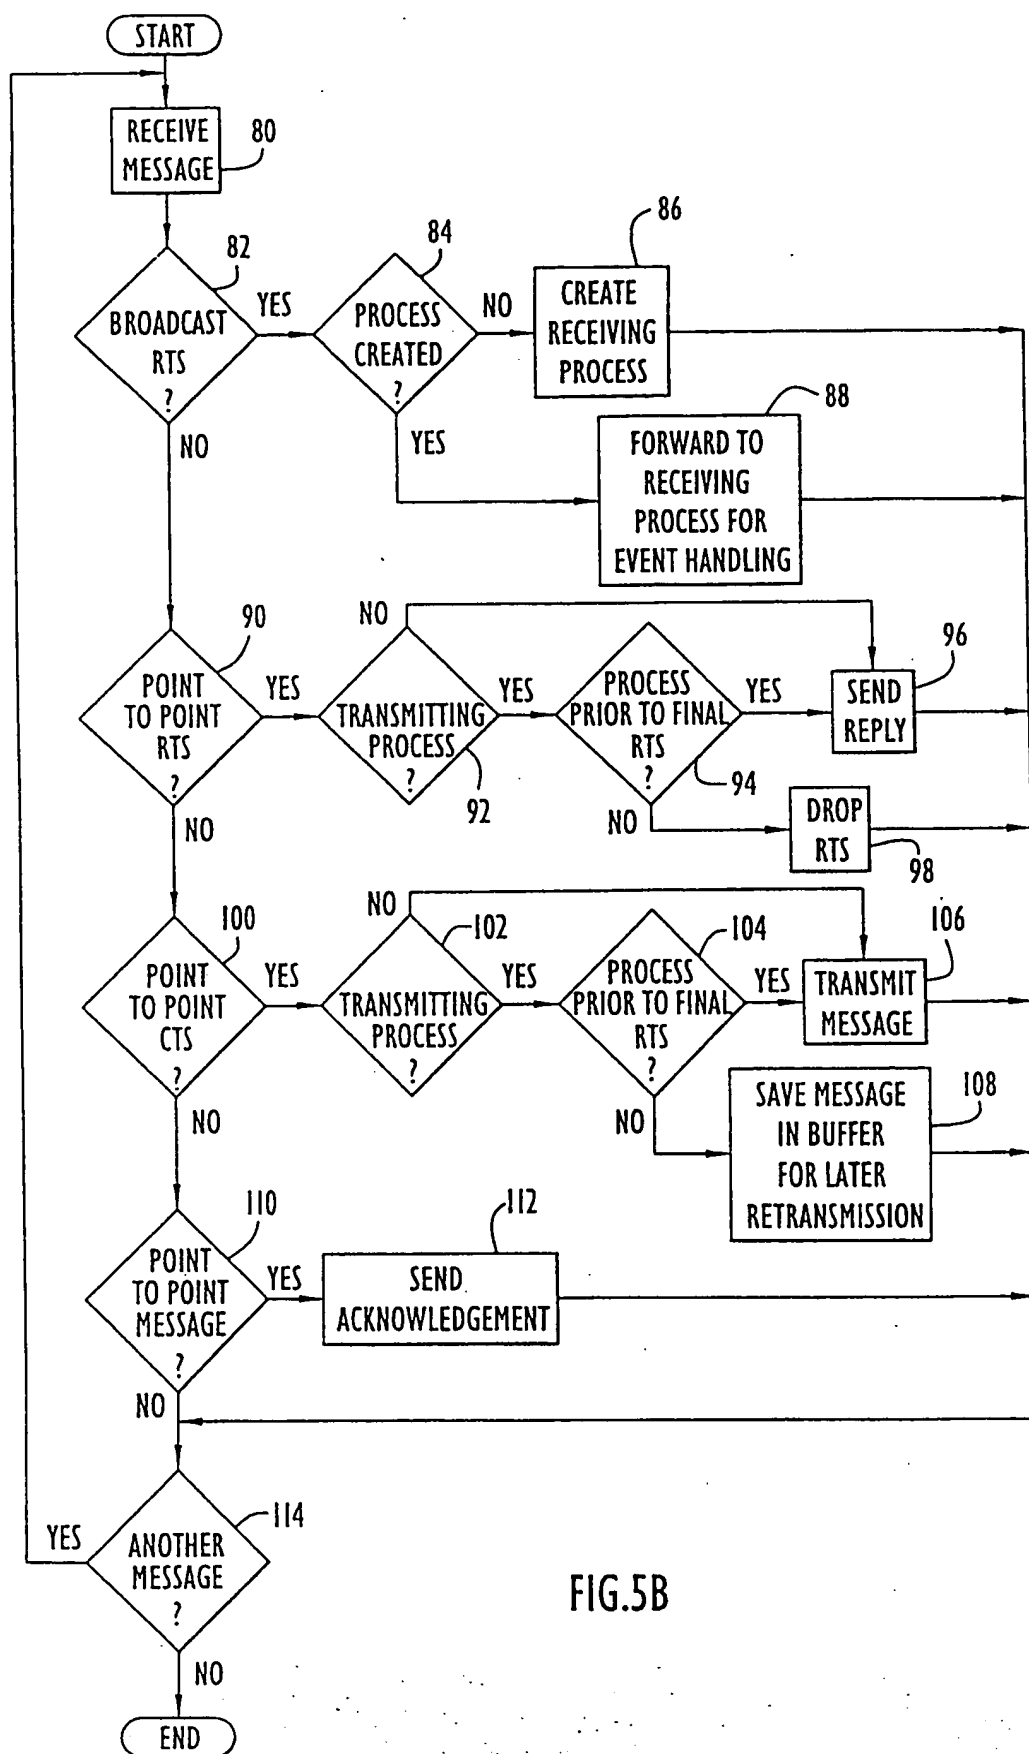 START
RECEIVE
MESSAGE
80
82
BROADCAST
RTS
?
YES
NO
84
PROCESS
CREATED
?
NO
YES
86
CREATE
RECEIVING
PROCESS
88
FORWARD TO
RECEIVING
PROCESS FOR
EVENT HANDLING
90
POINT
TO POINT
RTS
?
YES
NO
NO
TRANSMITTING
PROCESS
?
92
YES
PROCESS
PRIOR TO FINAL
RTS
?
94
YES
NO
96
SEND
REPLY
DROP
RTS
98
100
POINT
TO POINT
CTS
?
YES
NO
NO
102
TRANSMITTING
PROCESS
?
YES
104
PROCESS
PRIOR TO FINAL
RTS
?
YES
NO
106
TRANSMIT
MESSAGE
108
SAVE MESSAGE
IN BUFFER
FOR LATER
RETRANSMISSION
110
POINT
TO POINT
MESSAGE
?
YES
NO
112
SEND
ACKNOWLEDGEMENT
114
ANOTHER
MESSAGE
?
YES
NO
END
FIG.5B